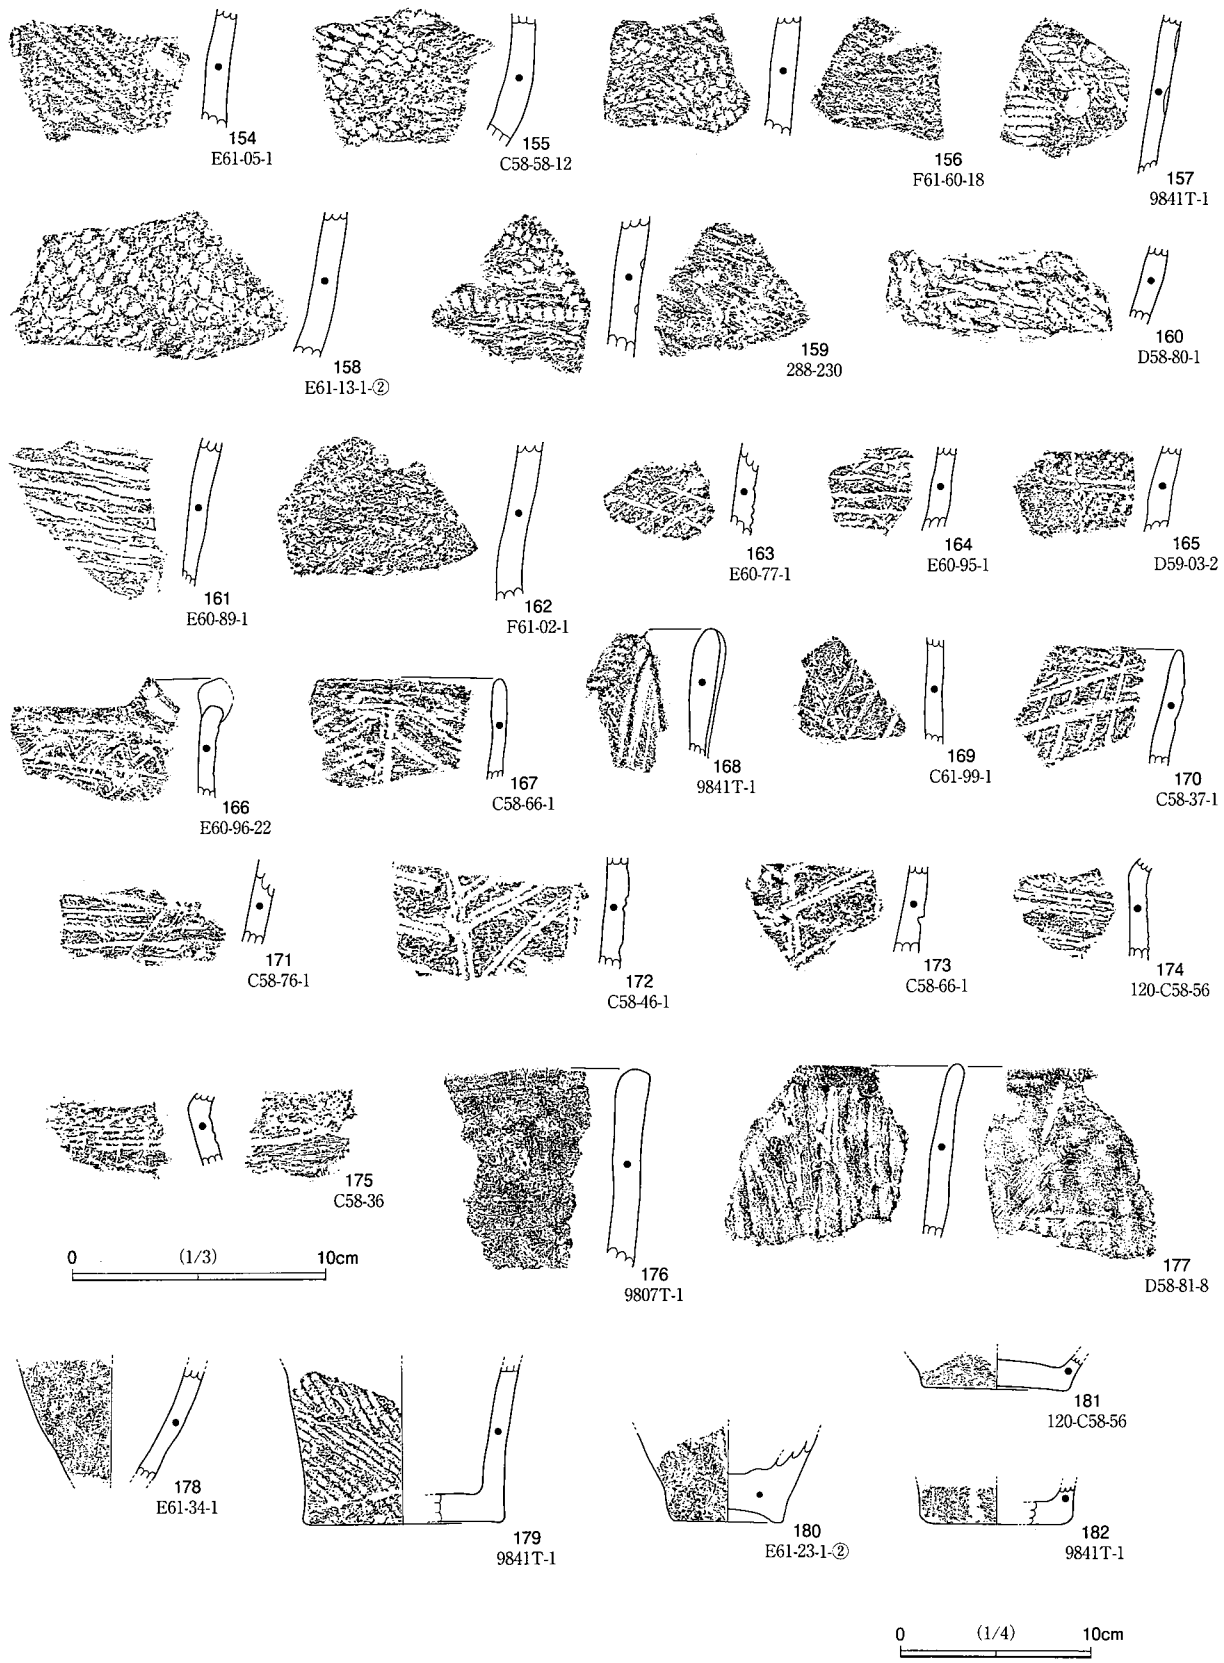 154
E61-05-1
155
C58-58-12
156
F61-60-18
157
9841T-1
158
E61-13-1-②
159
288-230
160
D58-80-1
161
E60-89-1
162
F61-02-1
163
E60-77-1
164
E60-95-1
165
D59-03-2
166
E60-96-22
167
C58-66-1
168
9841T-1
169
C61-99-1
170
C58-37-1
171
C58-76-1
172
C58-46-1
173
C58-66-1
174
120-C58-56
175
C58-36
0 (1/3) 10cm
176
9807T-1
177
D58-81-8
178
E61-34-1
179
9841T-1
180
E61-23-1-②
181
120-C58-56
182
9841T-1
0 (1/4) 10cm